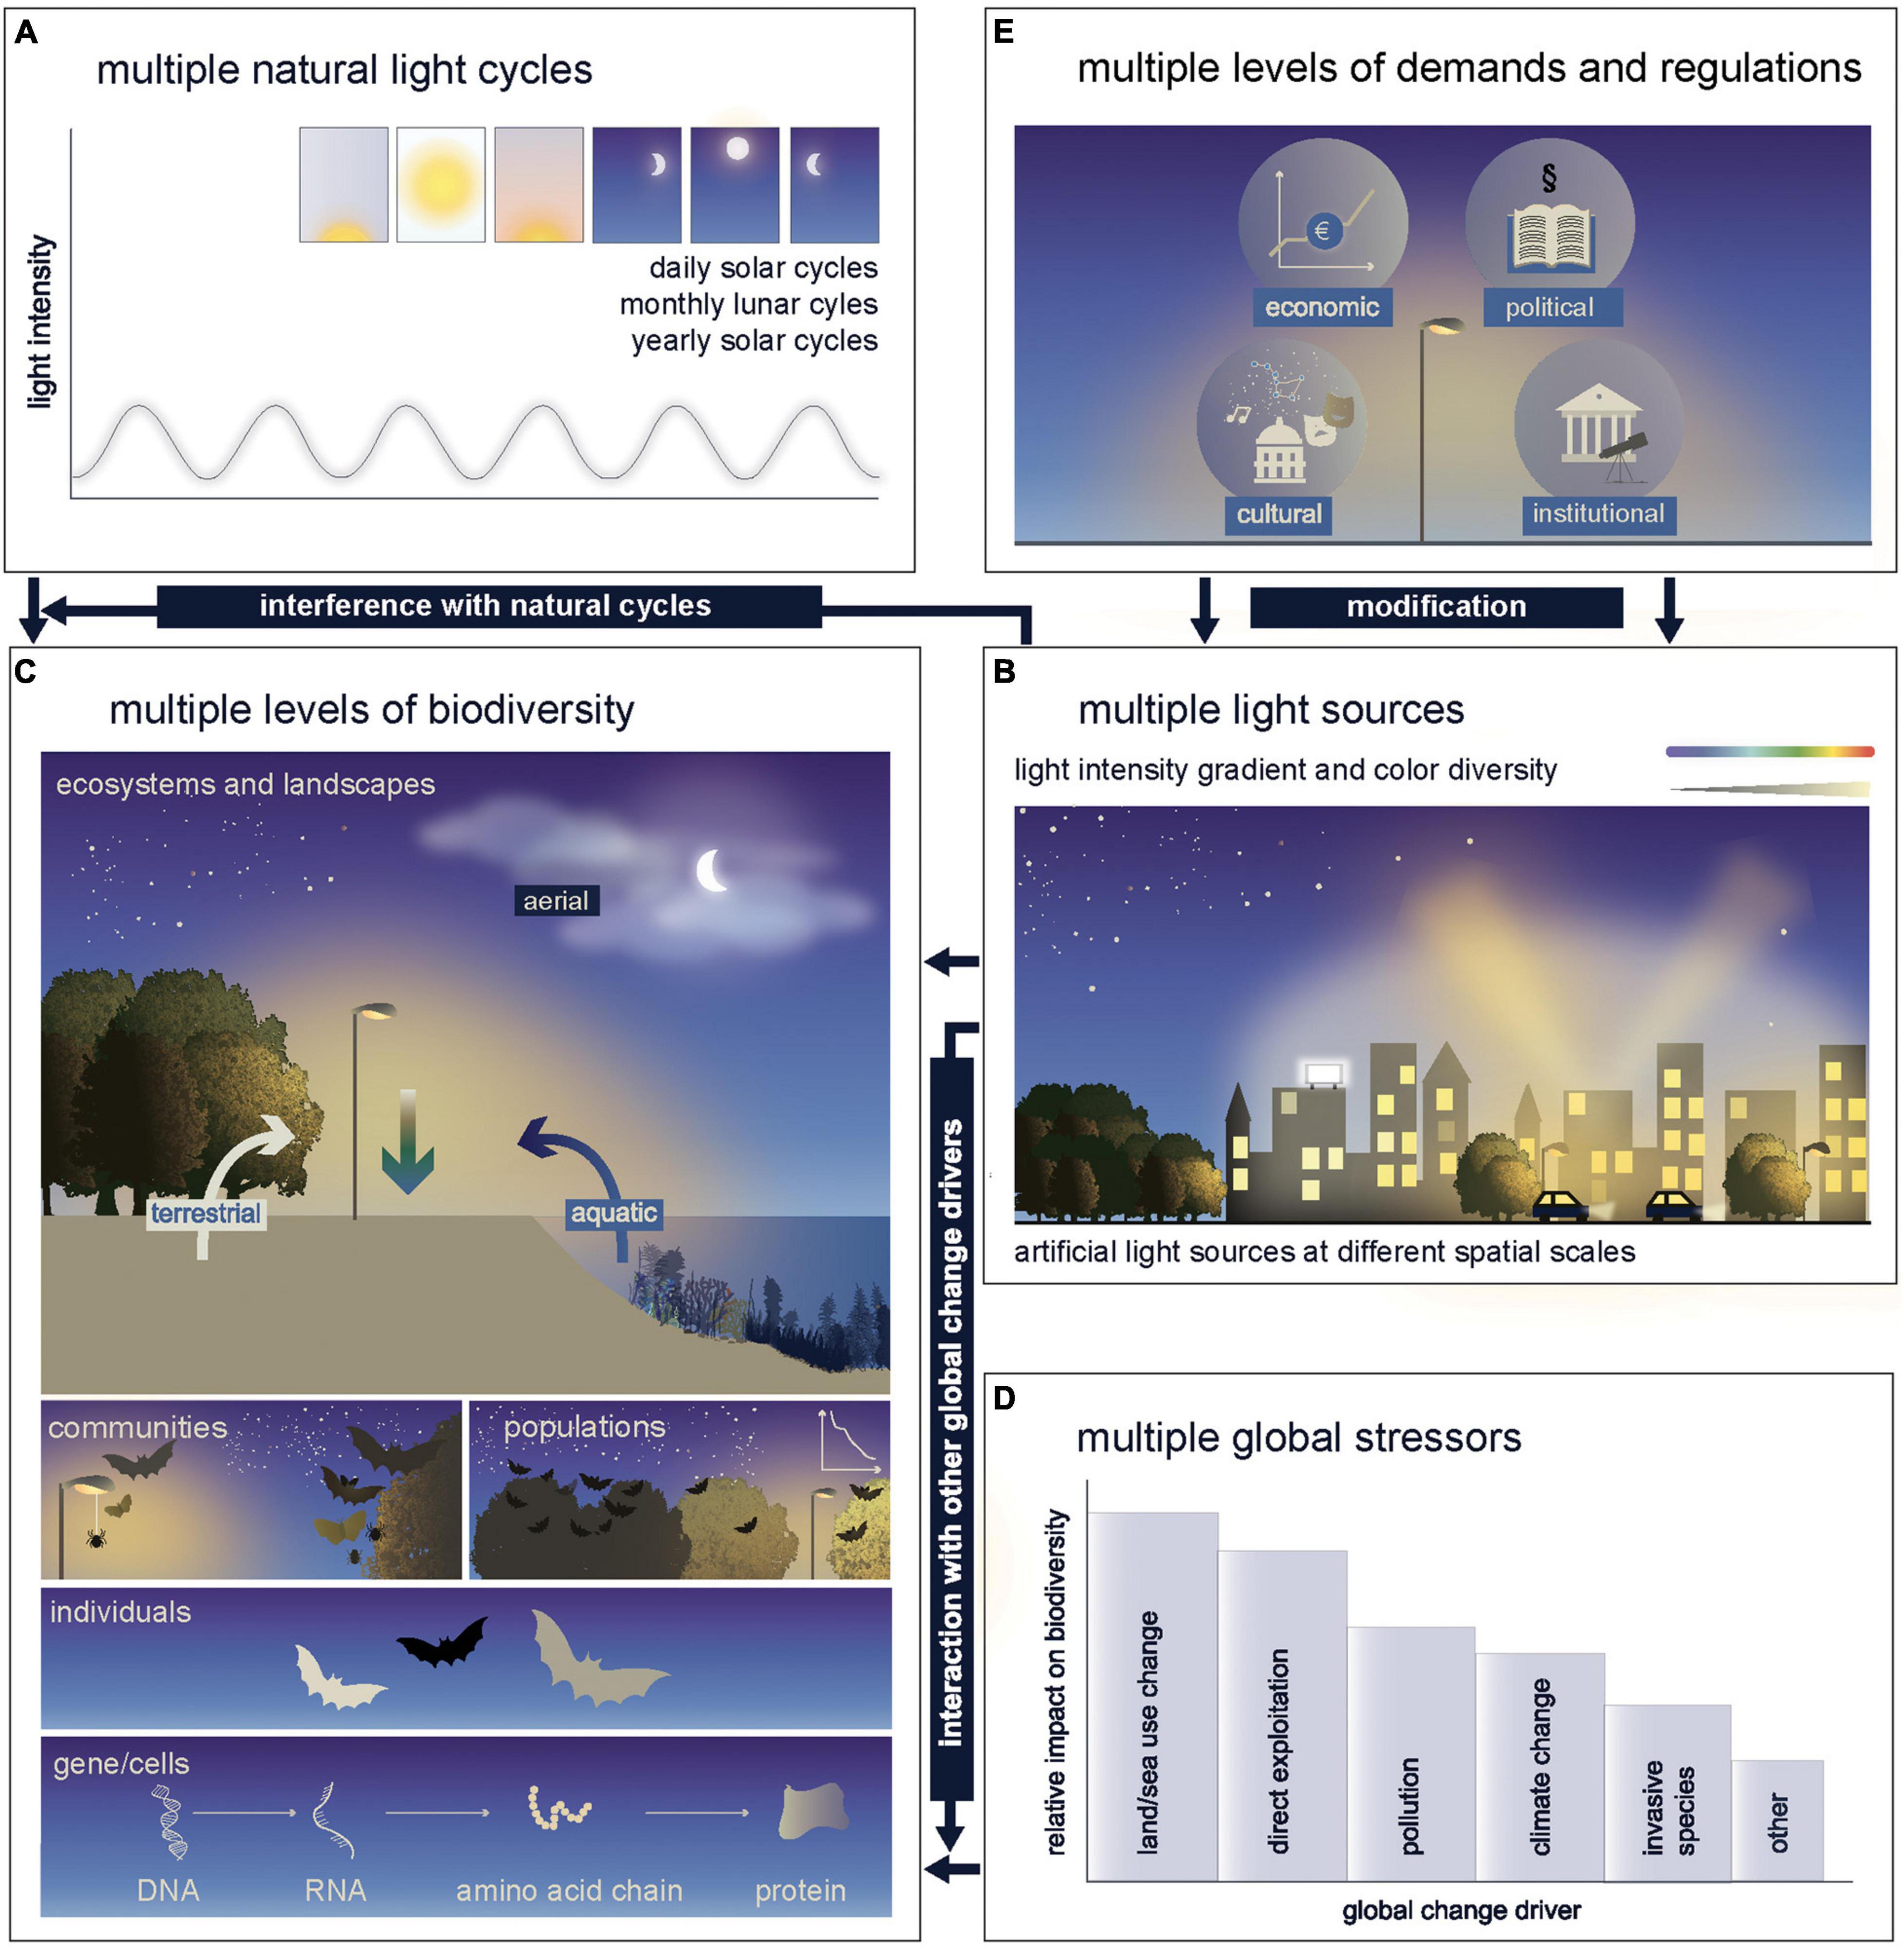 A
multiple natural light cycles
light intensity
daily solar cycles
monthly lunar cyles
yearly solar cycles
E
multiple levels of demands and regulations
§
€
economic
political
cultural
institutional
interference with natural cycles
modification
C
multiple levels of biodiversity
ecosystems and landscapes
aerial
terrestrial
aquatic
communities
populations
individuals
gene/cells
DNA
RNA
amino acid chain
protein
interaction with other global change drivers
B
multiple light sources
light intensity gradient and color diversity
artificial light sources at different spatial scales
D
multiple global stressors
relative impact on biodiversity
land/sea use change
direct exploitation
pollution
climate change
invasive
species
other
global change driver